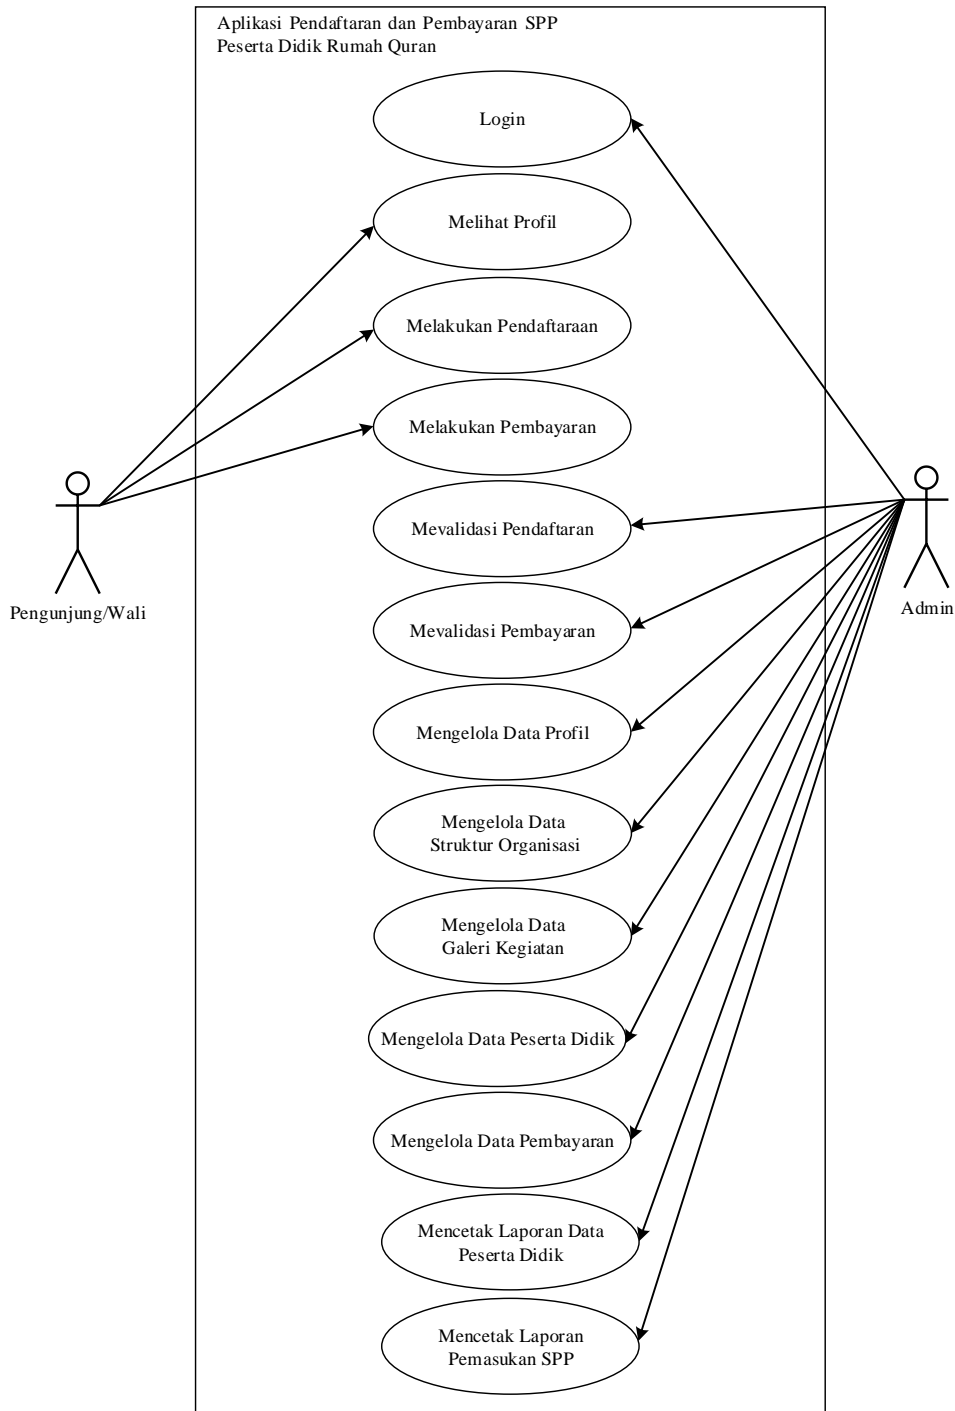 Aplikasi Pendaftaran dan Pembayaran SPP
Peserta Didik Rumah Quran
Login
Melihat Profil
Melakukan Pendaftaraan
Melakukan Pembayaran
Mevalidasi Pendaftaran
Pengunjung/Wali
Admin
Mevalidasi Pembayaran
Mengelola Data Profil
Mengelola Data
Struktur Organisasi
Mengelola Data
Galeri Kegiatan
Mengelola Data Peserta Didik
Mengelola Data Pembayaran
Mencetak Laporan Data
Peserta Didik
Mencetak Laporan
Pemasukan SPP